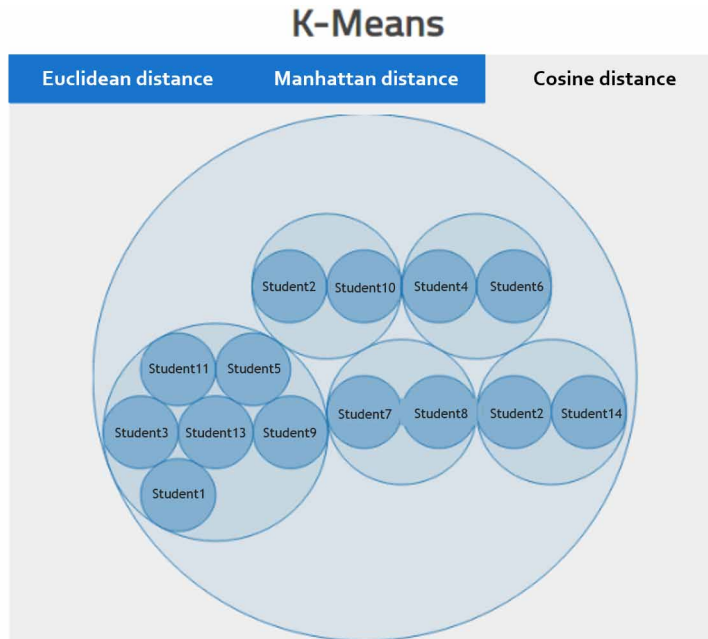 K-Means
Euclidean distance Manhattan distance Cosine distance
Student2 Student10 Student4 Student6
Student11 Student5
Student7 Student8 Student2 Student14
Student3 Student13 Student9
Student1